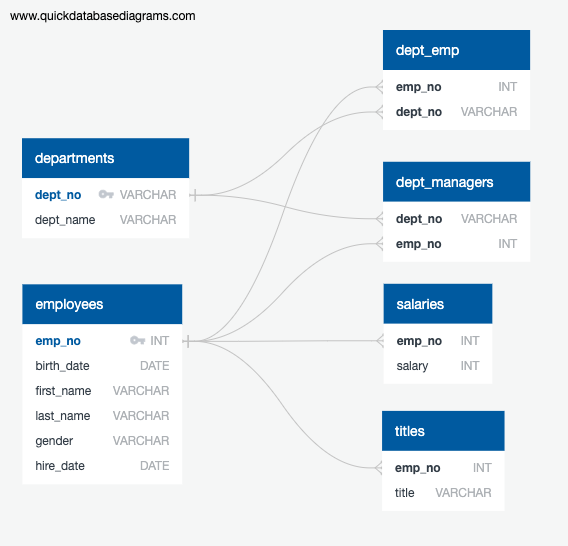 www.quickdatabasediagrams.com
departments
dept_no VARCHAR
dept_name VARCHAR
employees
emp_no INT
birth_date DATE
first_name VARCHAR
last_name VARCHAR
gender VARCHAR
hire_date DATE
dept_emp
emp_no INT
dept_no VARCHAR
dept_managers
dept_no VARCHAR
emp_no INT
salaries
emp_no INT
salary INT
titles
emp_no INT
title VARCHAR